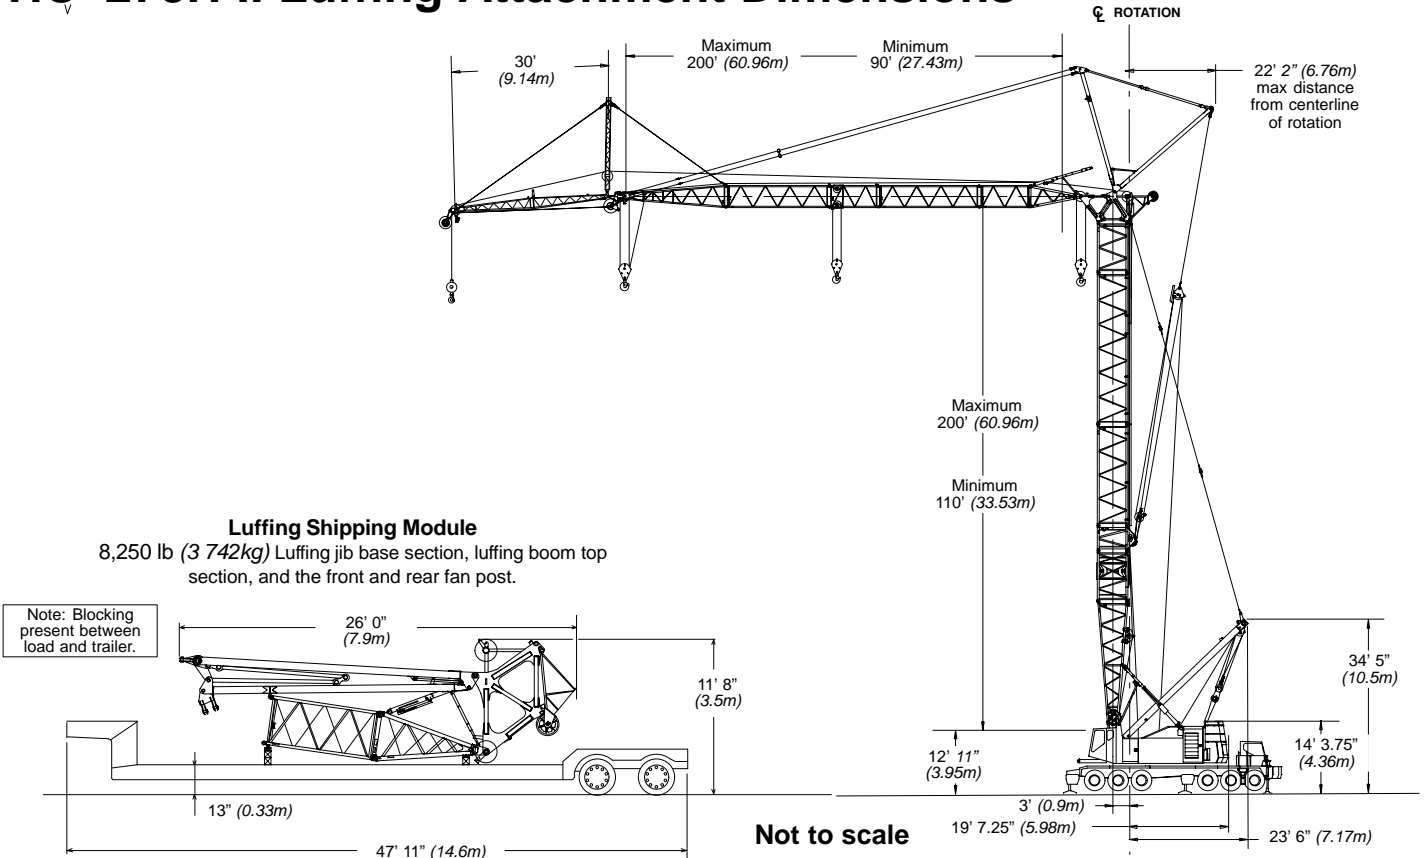 Luffing Attachment Dimensions
℄ ROTATION
30’
(9.14m)
Maximum
200’ (60.96m)
Minimum
90’ (27.43m)
22’ 2” (6.76m)
max distance
from centerline
of rotation
Maximum
200’ (60.96m)
Minimum
110’ (33.53m)
Luffing Shipping Module
8,250 lb (3 742kg) Luffing jib base section, luffing boom top
section, and the front and rear fan post.
Note: Blocking
present between
load and trailer.
26’ 0”
(7.9m)
11’ 8”
(3.5m)
13” (0.33m)
47’ 11” (14.6m)
34’ 5”
(10.5m)
12’ 11”
(3.95m)
14’ 3.75”
(4.36m)
3’ (0.9m)
19’ 7.25” (5.98m)
23’ 6” (7.17m)
Not to scale